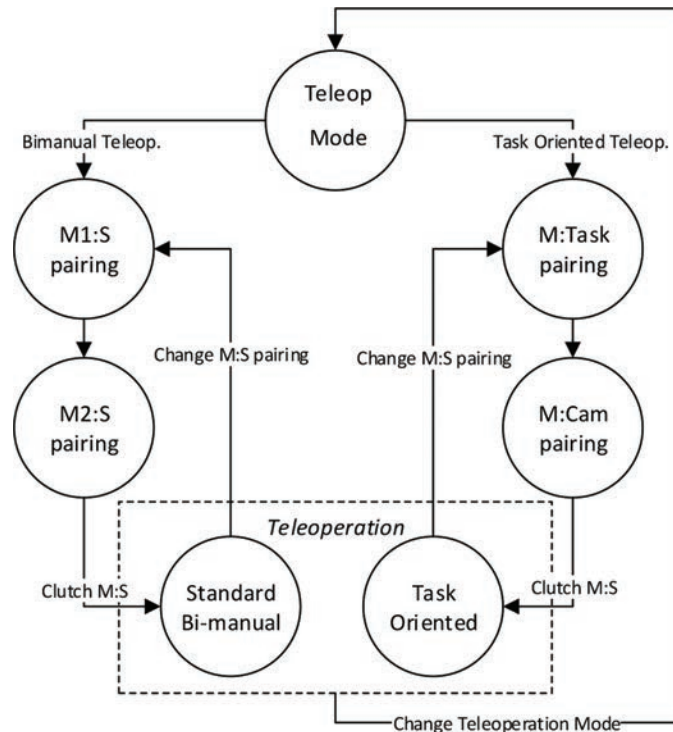 Teleop
Mode
Bimanual Teleop.
Task Oriented Teleop.
M1:S
pairing
M:Task
pairing
Change M:S pairing
Change M:S pairing
M2:S
pairing
M:Cam
pairing
Teleoperation
Clutch M:S
Standard
Bi-manual
Task
Oriented
Clutch M:S
Change Teleoperation Mode